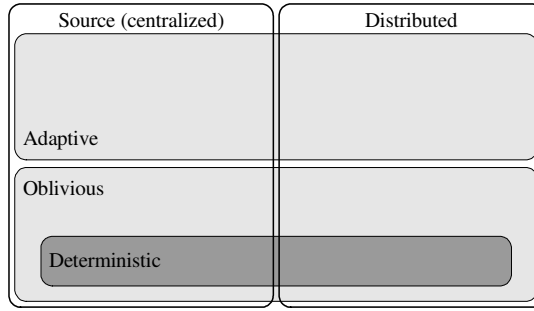 Source (centralized) Distributed
Adaptive
Oblivious
Deterministic